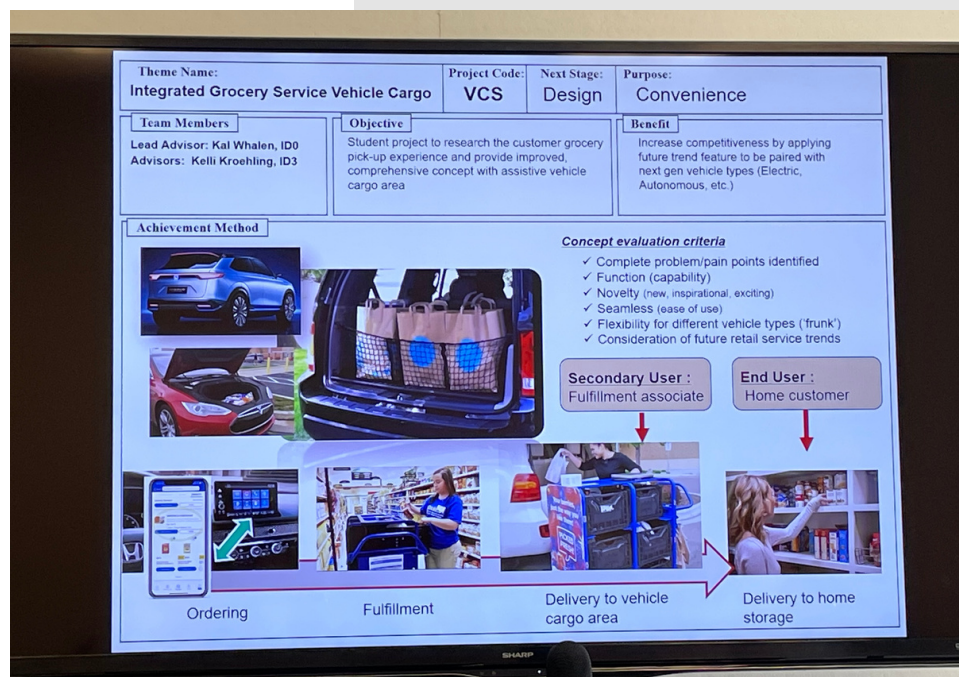 Theme Name:
Integrated Grocery Service Vehicle Cargo
Project Code:
VCS
Next Stage:
Design
Purpose:
Convenience
Team Members
Lead Advisor: Kal Whalen, ID0
Advisors: Kelli Kroehling, ID3
Objective
Student project to research the customer grocery
pick-up experience and provide improved,
comprehensive concept with assistive vehicle
cargo area
Benefit
Increase competitiveness by applying
future trend feature to be paired with
next gen vehicle types (Electric,
Autonomous, etc.)
Achievement Method
Concept evaluation criteria
✓ Complete problem/pain points identified
✓ Function (capability)
✓ Novelty (new, inspirational, exciting)
✓ Seamless (ease of use)
✓ Flexibility for different vehicle types ('frunk')
✓ Consideration of future retail service trends
Secondary User :
Fulfillment associate
End User :
Home customer
Ordering
Fulfillment
Delivery to vehicle
cargo area
Delivery to home
storage
SHARP